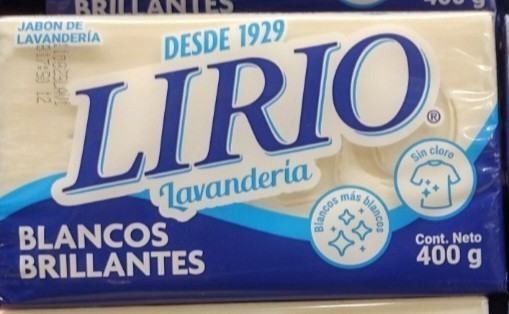 BRILLANTES
400 g
JABON DE
LAVANDERÍA
DESDE 1929
LIRIO®
Lavandería
Sin cloro
Blancos más blancos
BLANCOS
BRILLANTES
Cont. Neto
400 g